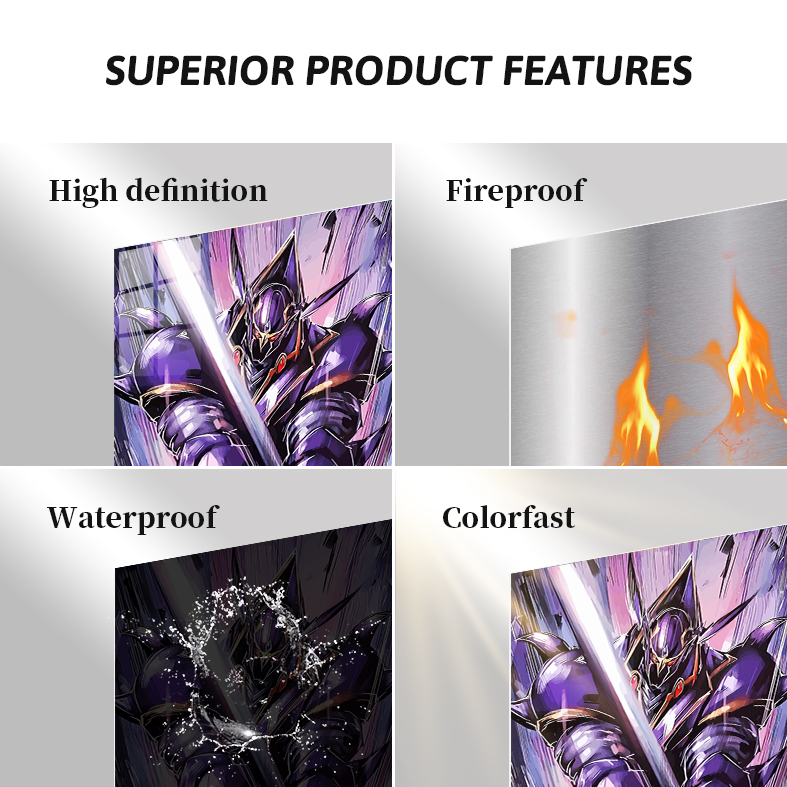 SUPERIOR PRODUCT FEATURES
High definition
Fireproof
Waterproof
Colorfast